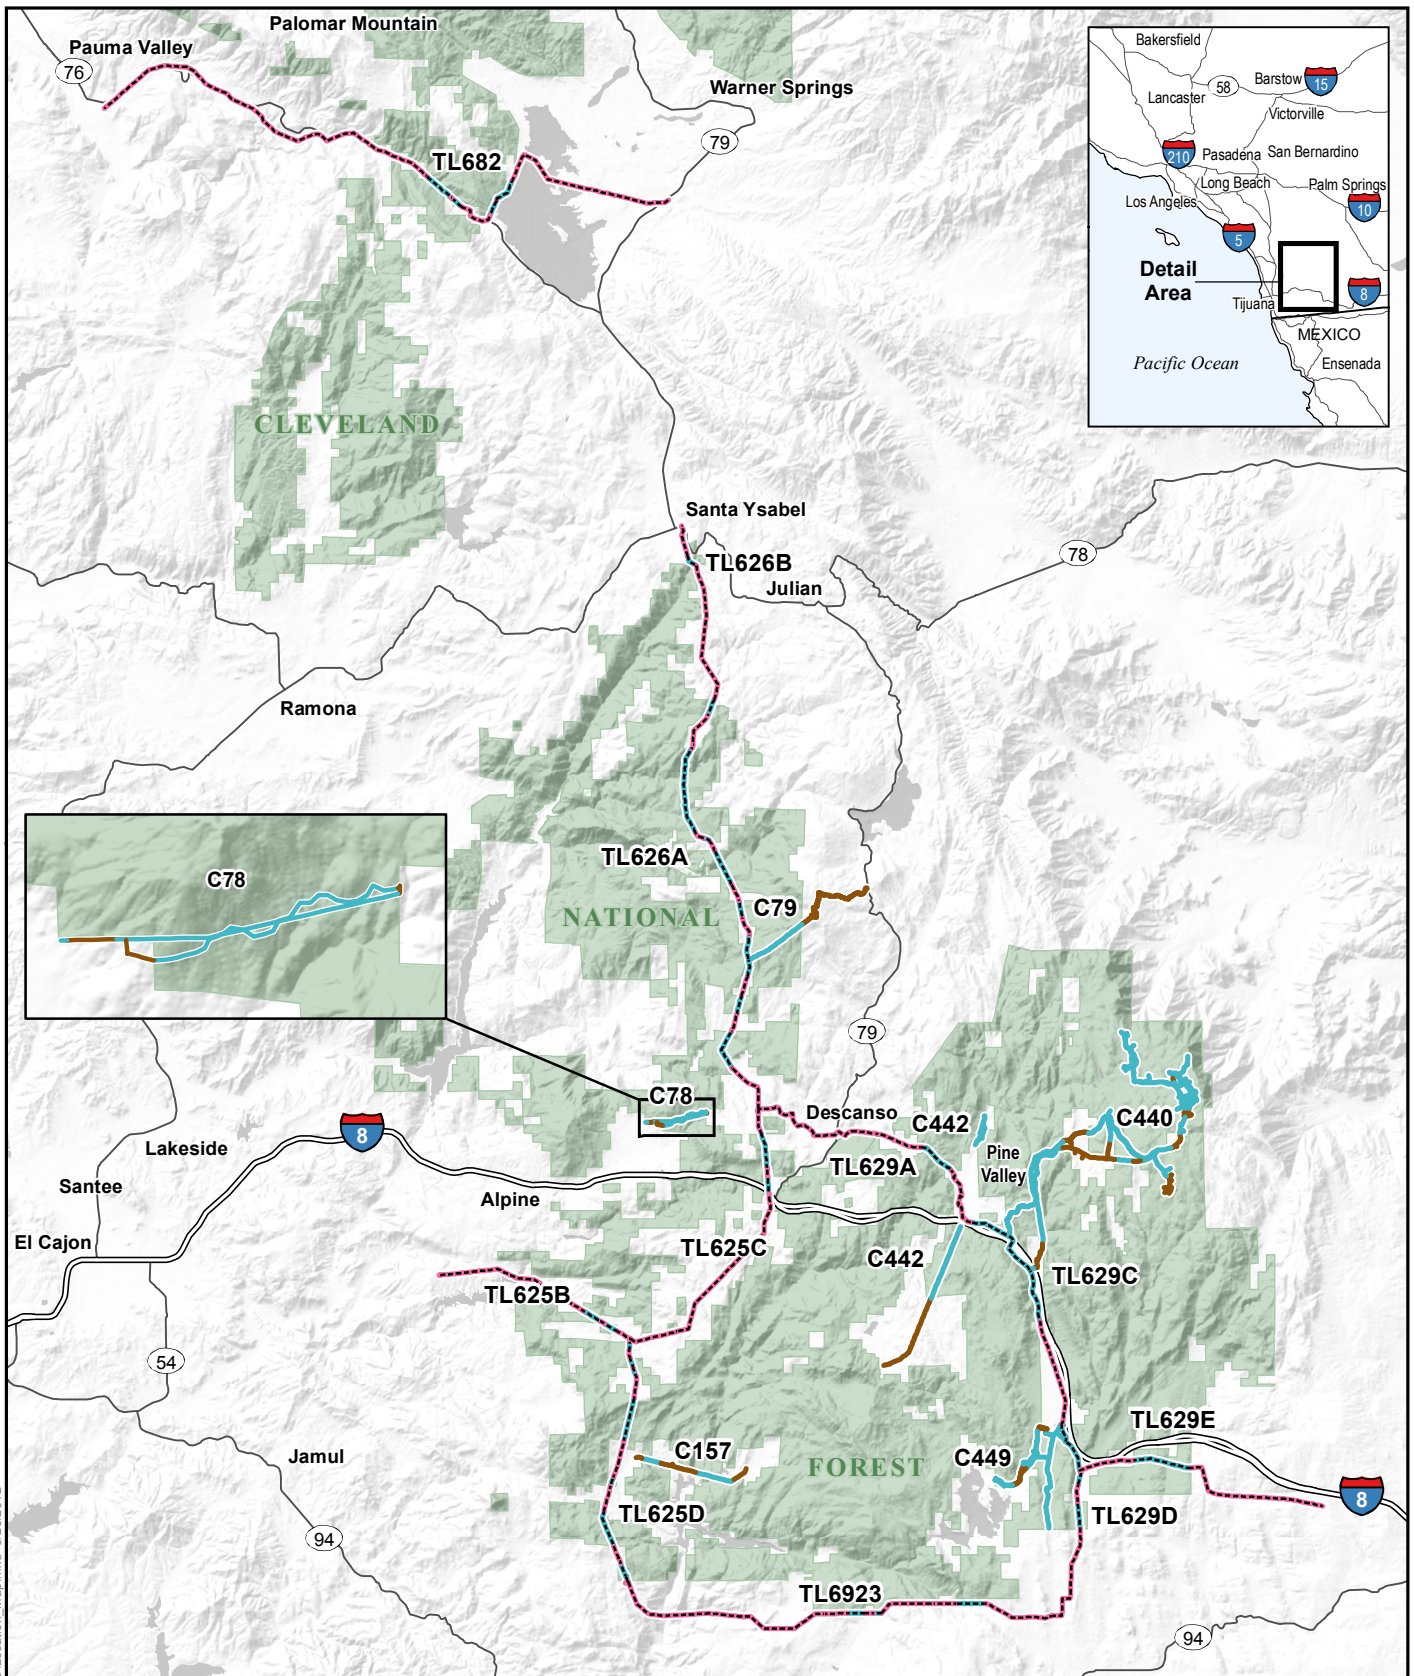 Palomar Mountain
Pauma Valley
76
Warner Springs
79
TL682
Bakersfield
58
Barstow
15
Lancaster
Victorville
210
Pasadena
San Bernardino
Long Beach
Palm Springs
Los Angeles
10
5
Detail
Area
8
Tijuana
MEXICO
Pacific Ocean
Ensenada
CLEVELAND
Santa Ysabel
TL626B
Julian
78
Ramona
TL626A
C78
C79
NATIONAL
79
C78
Descanso
C442
C440
8
Lakeside
Pine
Valley
TL629A
Santee
Alpine
El Cajon
TL625C
C442
TL629C
TL625B
54
TL629E
Jamul
C157
C449
FOREST
8
TL625D
TL629D
94
TL6923
94